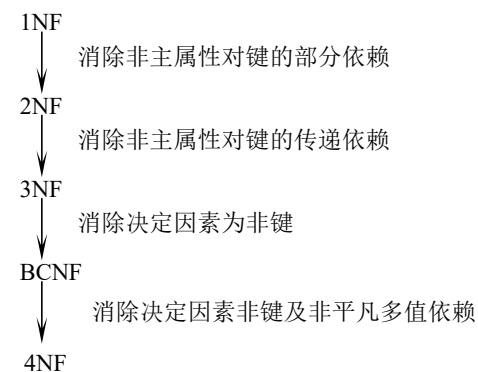 1NF
消除非主属性对键的部分依赖
2NF
消除非主属性对键的传递依赖
3NF
消除决定因素为非键
BCNF
消除决定因素非键及非平凡多值依赖
4NF